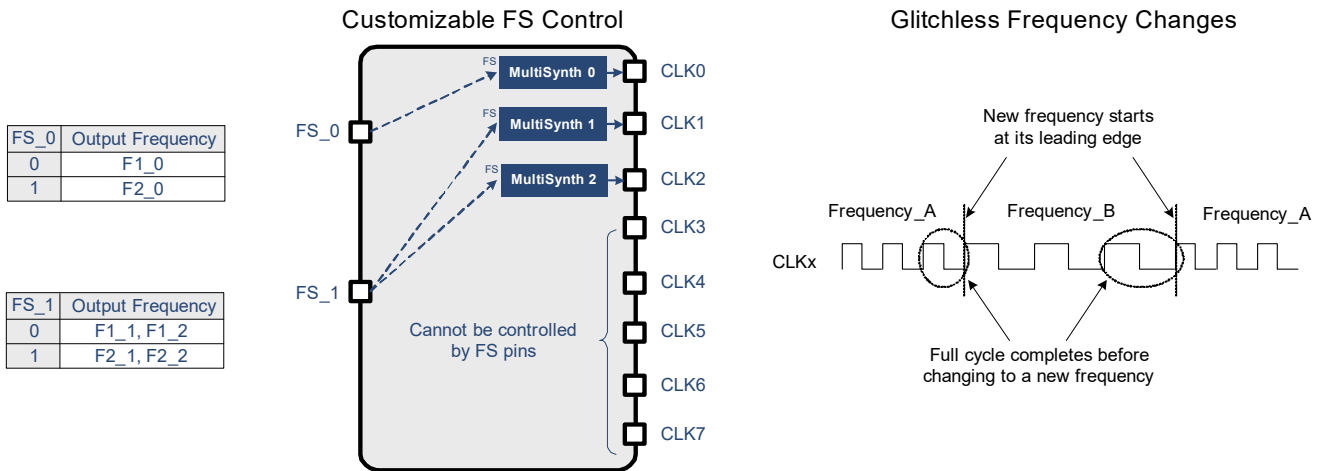 Customizable FS Control
Glitchless Frequency Changes
FS_0 Output Frequency
0 F1_0
1 F2_0
FS_1 Output Frequency
0 F1_1, F1_2
1 F2_1, F2_2
FS_0
FS_1
FS
MultiSynth 0
FS
MultiSynth 1
FS
MultiSynth 2
CLK0
CLK1
CLK2
CLK3
CLK4
CLK5
CLK6
CLK7
Cannot be controlled
by FS pins
New frequency starts
at its leading edge
Frequency_A
Frequency_B
Frequency_A
CLKx
Full cycle completes before
changing to a new frequency